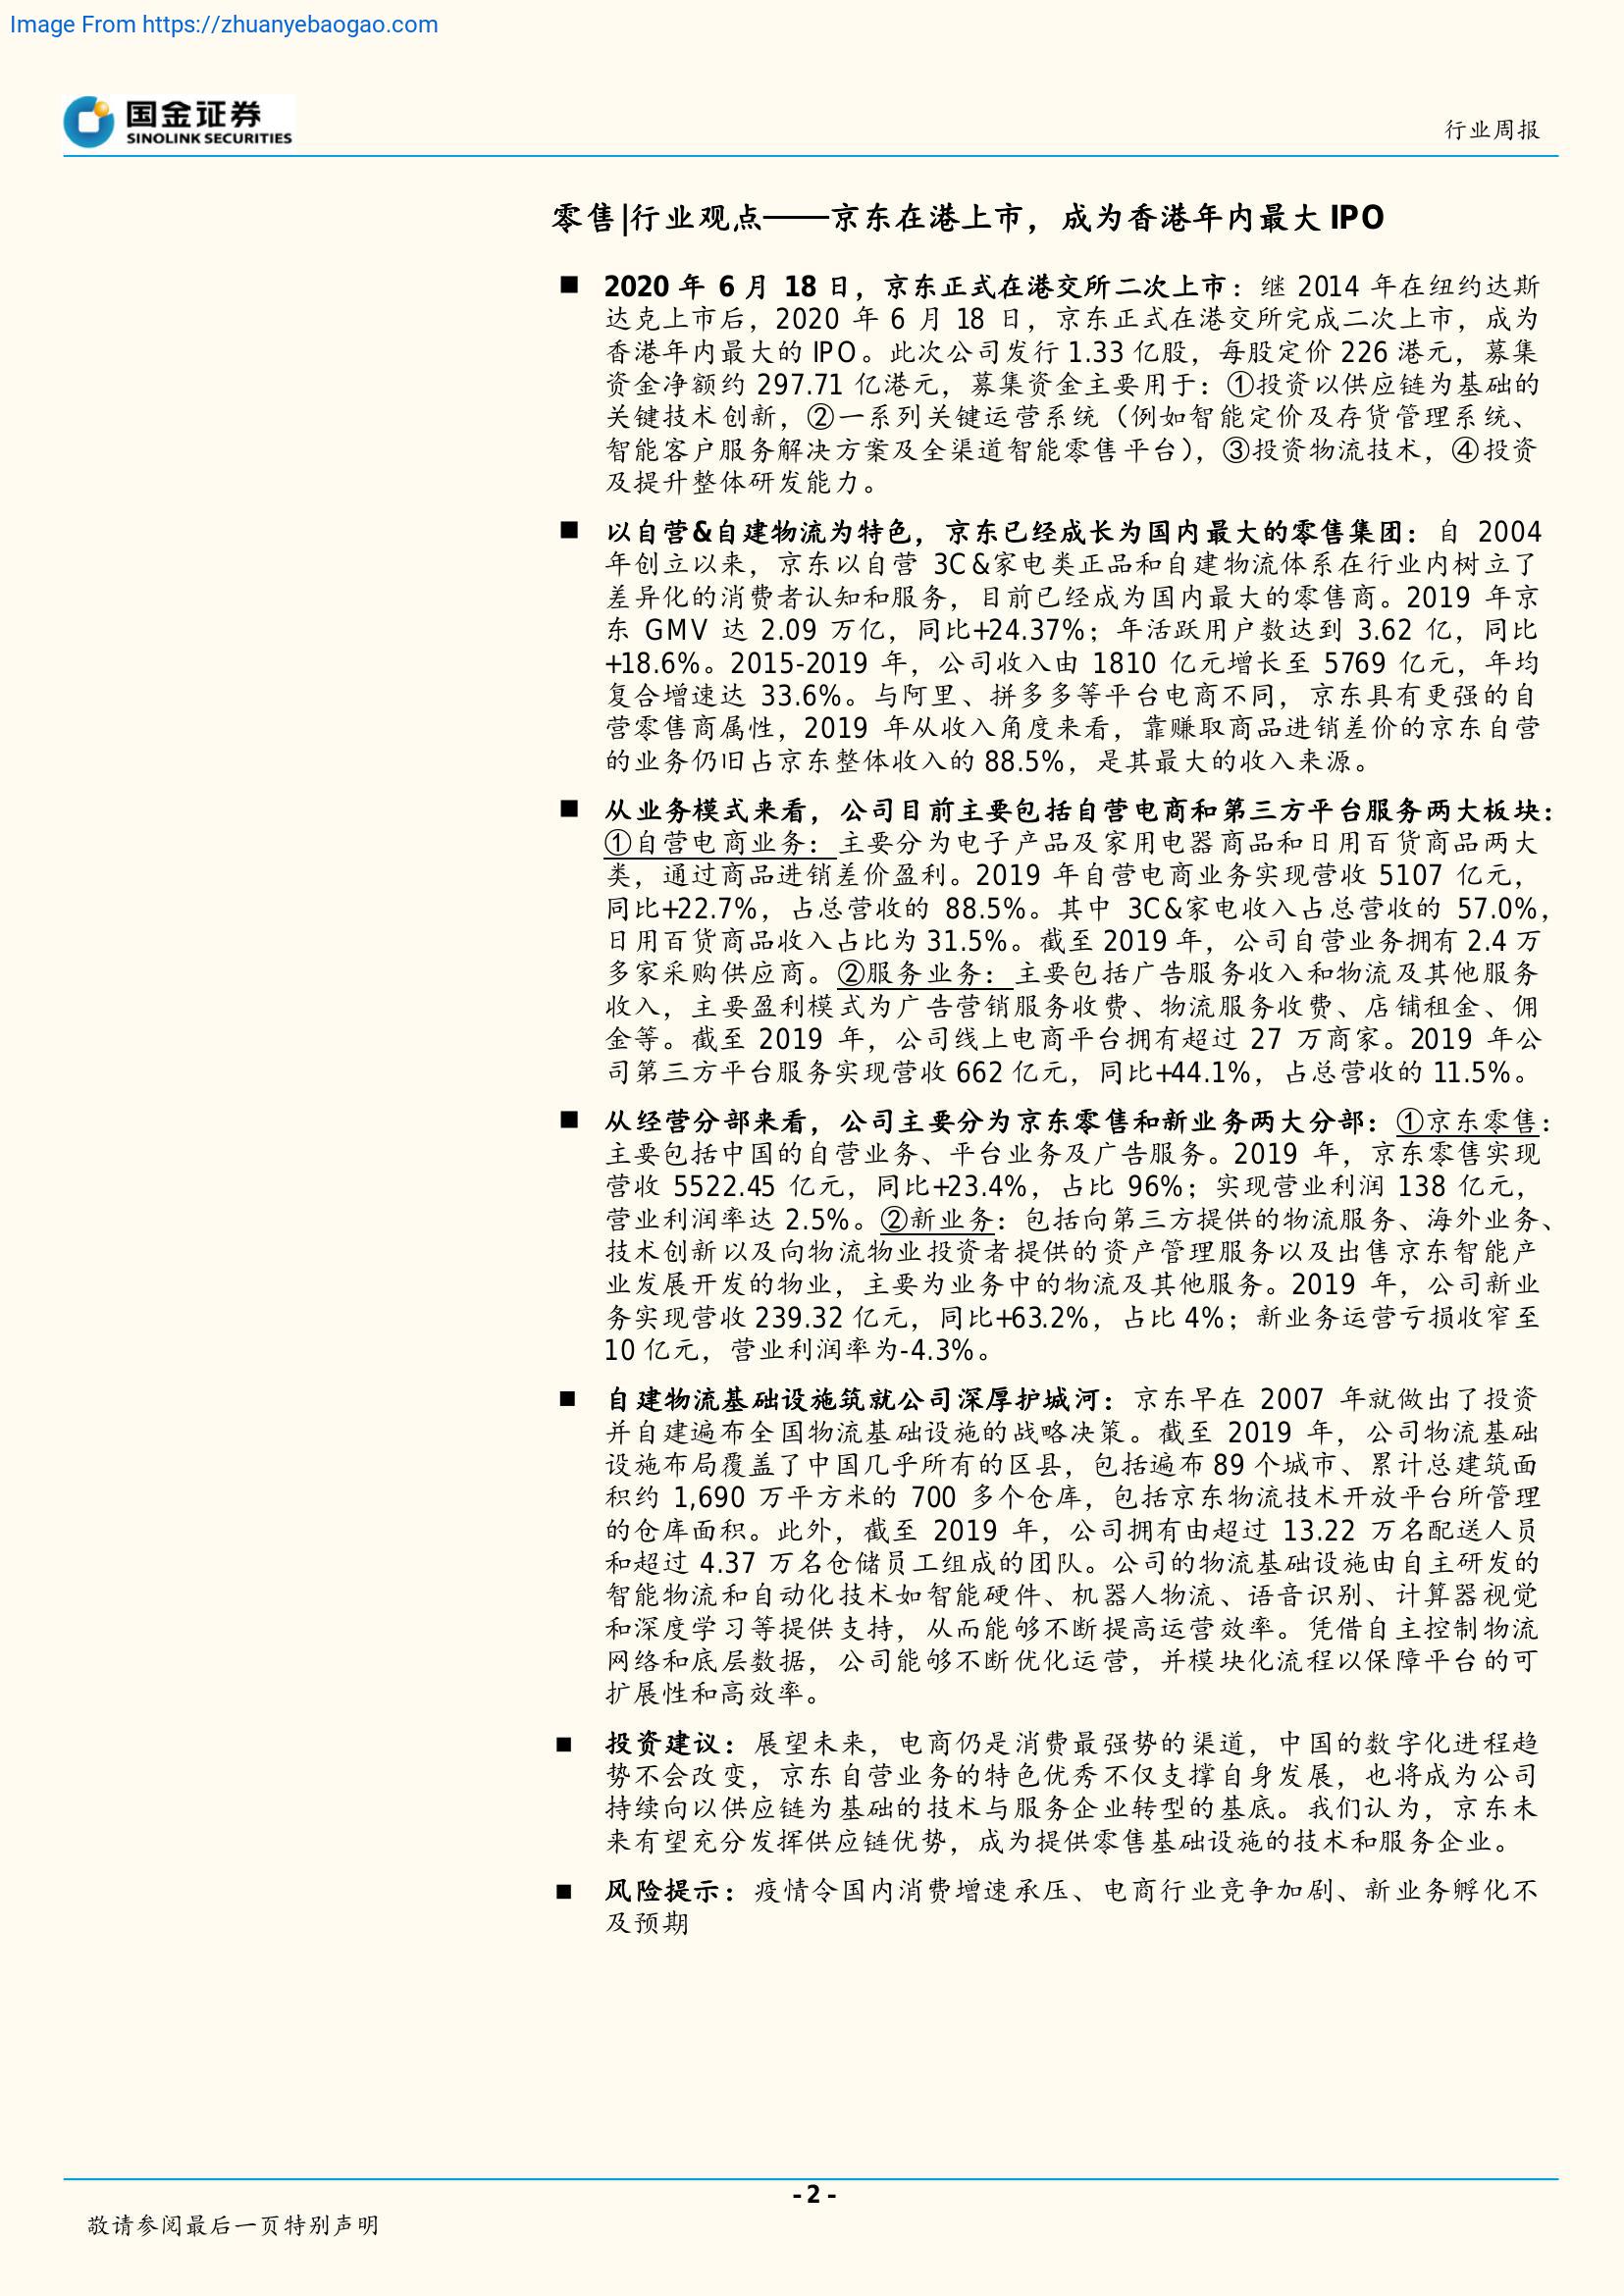 Image From https://zhuanyebaogao.com
国金证券
SINOLINK SECURITIES
行业周报
零售|行业观点——京东在港上市，成为香港年内最大 IPO
■ 2020 年 6 月 18 日，京东正式在港交所二次上市：继 2014 年在纽约达斯
达克上市后，2020 年 6 月 18 日，京东正式在港交所完成二次上市，成为
香港年内最大的 IPO。此次公司发行 1.33 亿股，每股定价 226 港元，募集
资金净额约 297.71 亿港元，募集资金主要用于：①投资以供应链为基础的
关键技术创新，②一系列关键运营系统（例如智能定价及存货管理系统、
智能客户服务解决方案及全渠道智能零售平台），③投资物流技术，④投资
及提升整体研发能力。
■ 以自营&自建物流为特色，京东已经成长为国内最大的零售集团：自 2004
年创立以来，京东以自营 3C&家电类正品和自建物流体系在行业内树立了
差异化的消费者认知和服务，目前已经成为国内最大的零售商。2019 年京
东 GMV 达 2.09 万亿，同比+24.37%；年活跃用户数达到 3.62 亿，同比
+18.6%。2015-2019 年，公司收入由 1810 亿元增长至 5769 亿元，年均
复合增速达 33.6%。与阿里、拼多多等平台电商不同，京东具有更强的自
营零售商属性，2019 年从收入角度来看，靠赚取商品进销差价的京东自营
的业务仍旧占京东整体收入的 88.5%，是其最大的收入来源。
■ 从业务模式来看，公司目前主要包括自营电商和第三方平台服务两大板块：
①自营电商业务：主要分为电子产品及家用电器商品和日用百货商品两大
类，通过商品进销差价盈利。2019 年自营电商业务实现营收 5107 亿元，
同比+22.7%，占总营收的 88.5%。其中 3C&家电收入占总营收的 57.0%，
日用百货商品收入占比为 31.5%。截至 2019 年，公司自营业务拥有 2.4 万
多家采购供应商。②服务业务：主要包括广告服务收入和物流及其他服务
收入，主要盈利模式为广告营销服务收费、物流服务收费、店铺租金、佣
金等。截至 2019 年，公司线上电商平台拥有超过 27 万商家。2019 年公
司第三方平台服务实现营收 662 亿元，同比+44.1%，占总营收的 11.5%。
■ 从经营分部来看，公司主要分为京东零售和新业务两大分部：①京东零售：
主要包括中国的自营业务、平台业务及广告服务。2019 年，京东零售实现
营收 5522.45 亿元，同比+23.4%，占比 96%；实现营业利润 138 亿元，
营业利润率达 2.5%。②新业务：包括向第三方提供的物流服务、海外业务、
技术创新以及向物流物业投资者提供的资产管理服务以及出售京东智能产
业发展开发的物业，主要为业务中的物流及其他服务。2019 年，公司新业
务实现营收 239.32 亿元，同比+63.2%，占比 4%；新业务运营亏损收窄至
10 亿元，营业利润率为-4.3%。
■ 自建物流基础设施筑就公司深厚护城河：京东早在 2007 年就做出了投资
并自建遍布全国物流基础设施的战略决策。截至 2019 年，公司物流基础
设施布局覆盖了中国几乎所有的区县，包括遍布 89 个城市、累计总建筑面
积约 1,690 万平方米的 700 多个仓库，包括京东物流技术开放平台所管理
的仓库面积。此外，截至 2019 年，公司拥有由超过 13.22 万名配送人员
和超过 4.37 万名仓储员工组成的团队。公司的物流基础设施由自主研发的
智能物流和自动化技术如智能硬件、机器人物流、语音识别、计算器视觉
和深度学习等提供支持，从而能够不断提高运营效率。凭借自主控制物流
网络和底层数据，公司能够不断优化运营，并模块化流程以保障平台的可
扩展性和高效率。
■ 投资建议：展望未来，电商仍是消费最强势的渠道，中国的数字化进程趋
势不会改变，京东自营业务的特色优秀不仅支撑自身发展，也将成为公司
持续向以供应链为基础的技术与服务企业转型的基底。我们认为，京东未
来有望充分发挥供应链优势，成为提供零售基础设施的技术和服务企业。
■ 风险提示：疫情令国内消费增速承压、电商行业竞争加剧、新业务孵化不
及预期
- 2 -
敬请参阅最后一页特别声明